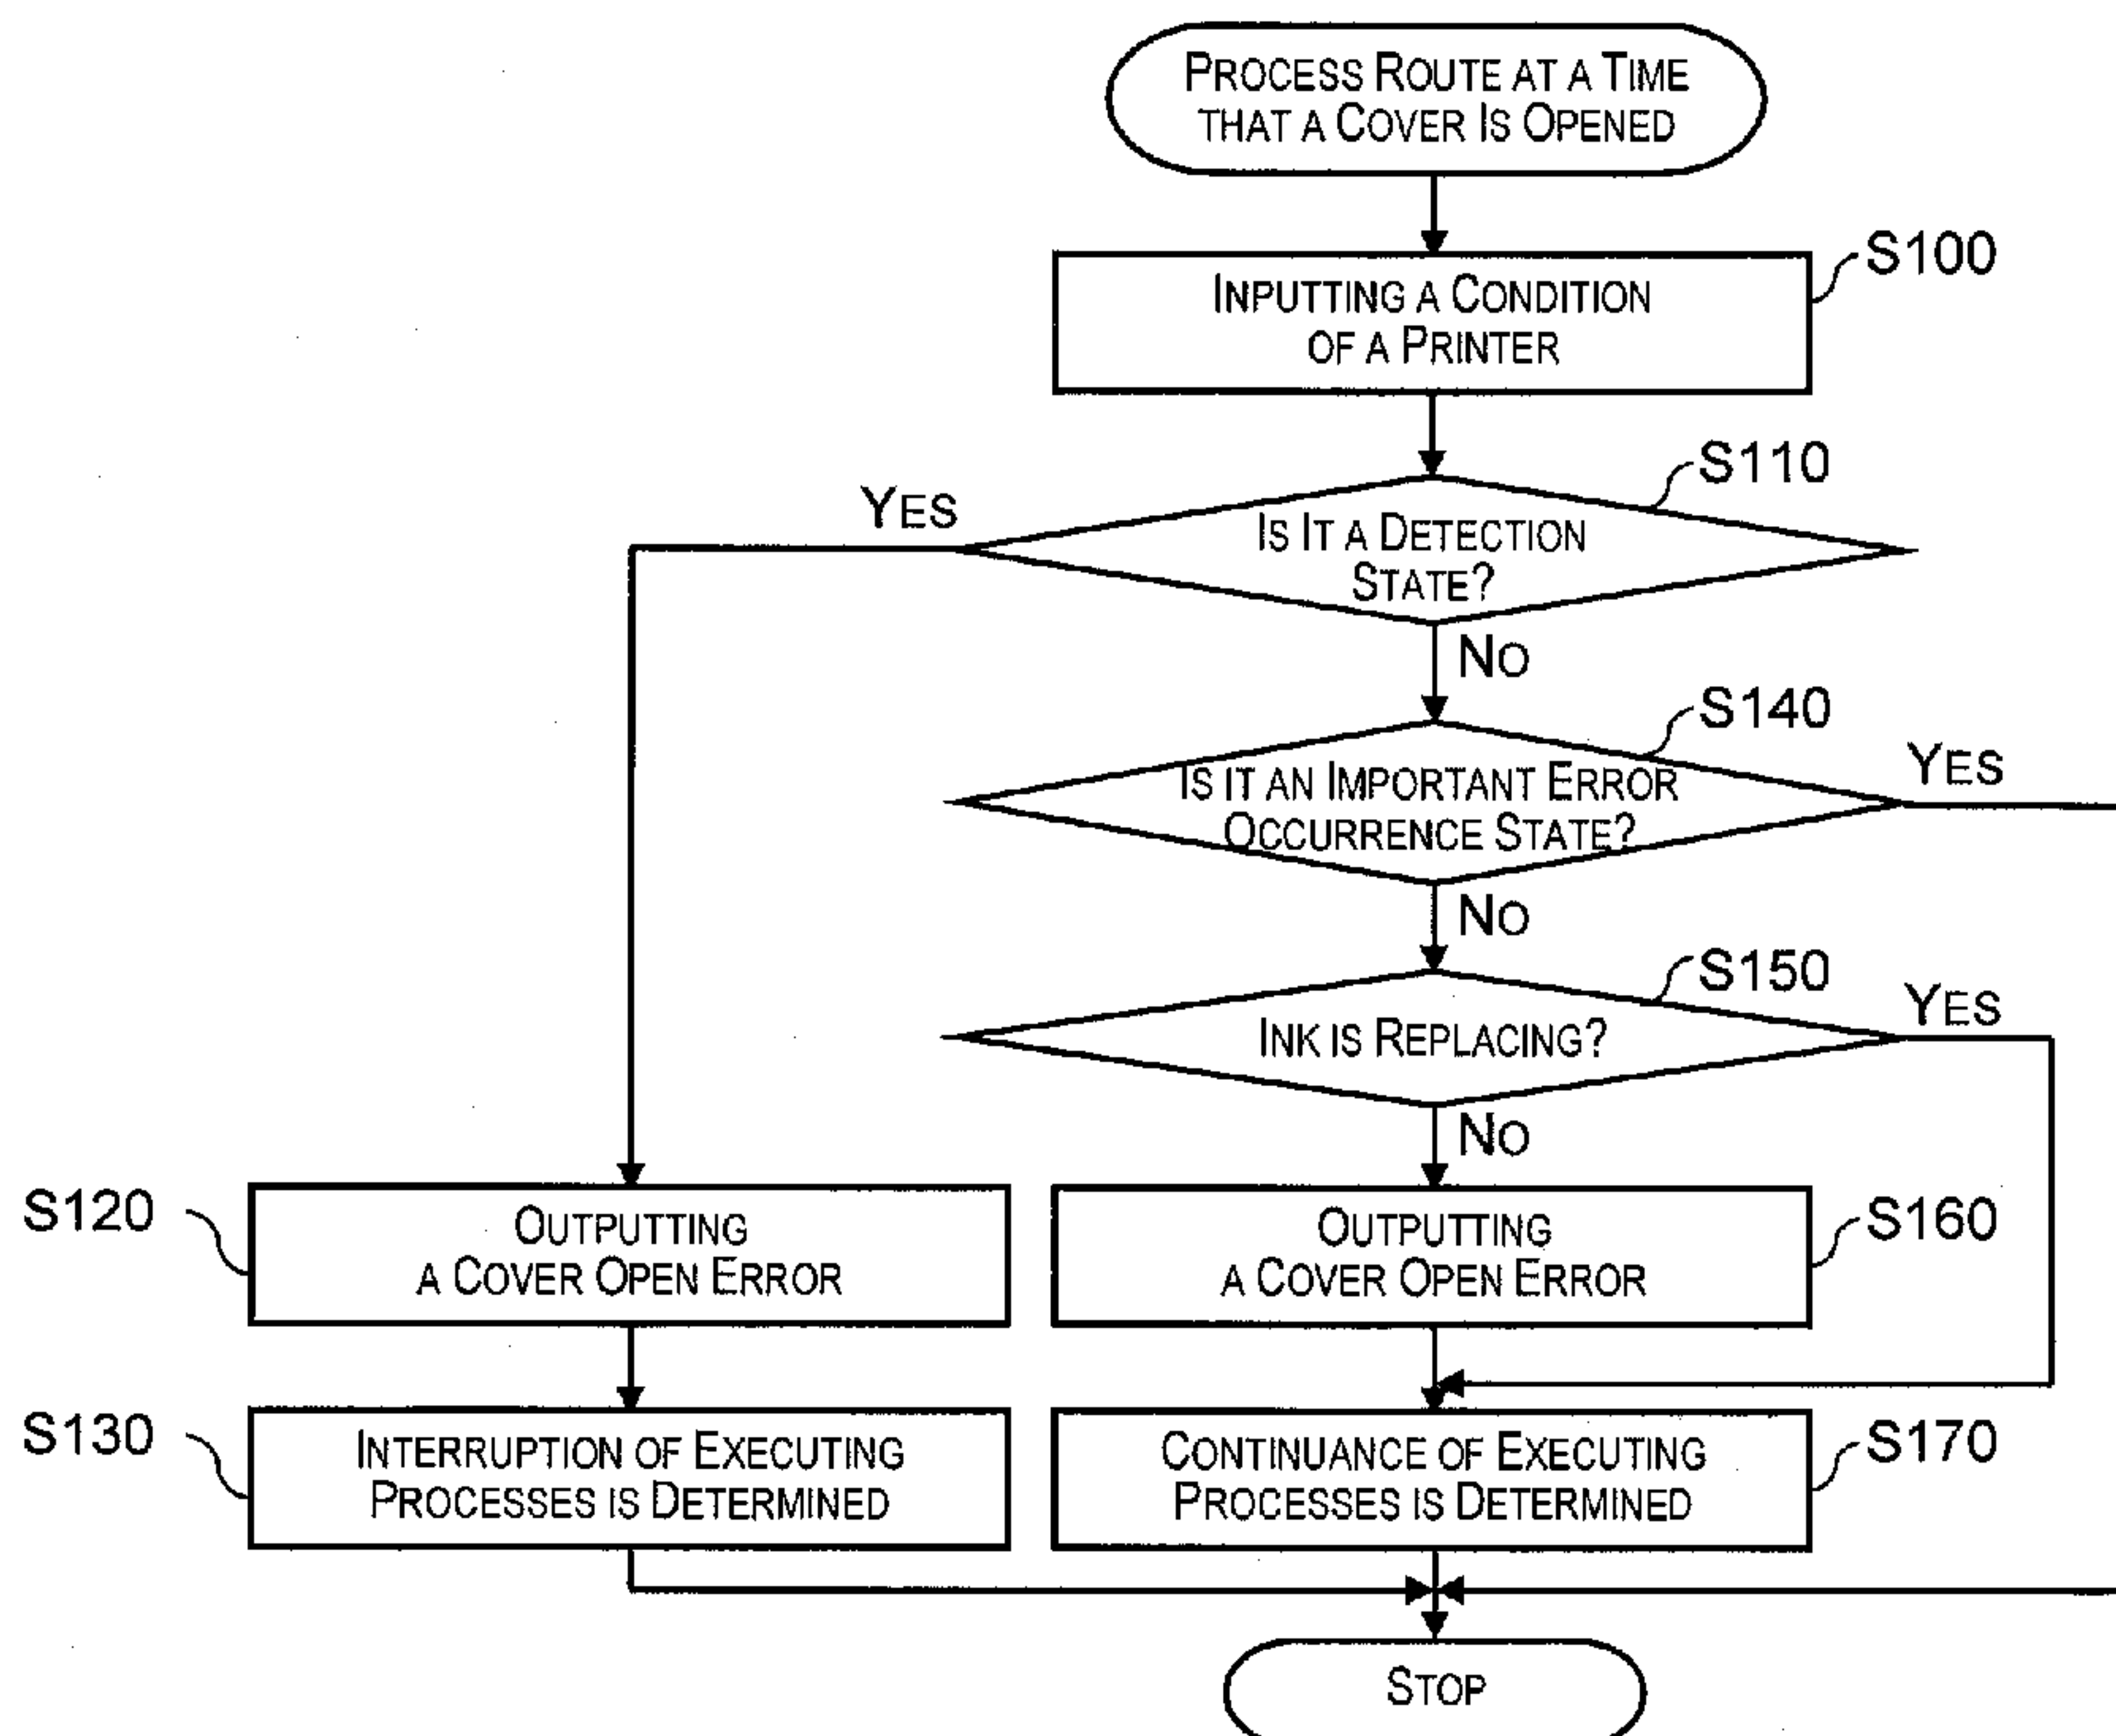 PROCESS ROUTE AT A TIME
THAT A COVER IS OPENED
S100
INPUTTING A CONDITION
OF A PRINTER
S110
YES
IS IT A DETECTION
STATE?
NO
S140
YES
IS IT AN IMPORTANT ERROR
OCCURRENCE STATE?
NO
S150
YES
INK IS REPLACING?
NO
S120
OUTPUTTING
A COVER OPEN ERROR
OUTPUTTING
A COVER OPEN ERROR
S160
S130
INTERRUPTION OF EXECUTING
PROCESSES IS DETERMINED
CONTINUANCE OF EXECUTING
PROCESSES IS DETERMINED
S170
STOP